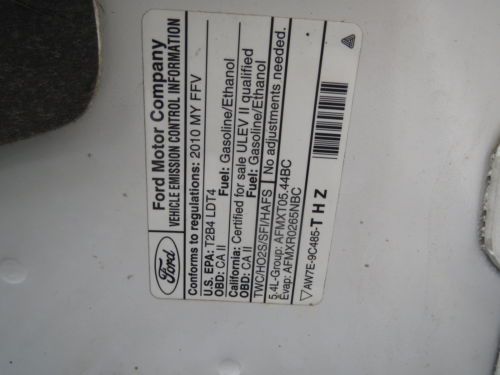 Ford Motor Company
VEHICLE EMISSION CONTROL INFORMATION
Ford
Conforms to regulations: 2010 MY FFV
U.S. EPA: T2B4 LDT4
OBD: CA II Fuel: Gasoline/Ethanol
California: Certified for sale ULEV II qualified
OBD: CA II Fuel: Gasoline/Ethanol
TWC/HO2S/SFI/HAFS No adjustments needed.
5.4L-Group: AFMXT05.44BC
Evap: AFMXR0265NBC
AW7E-9C485-THZ